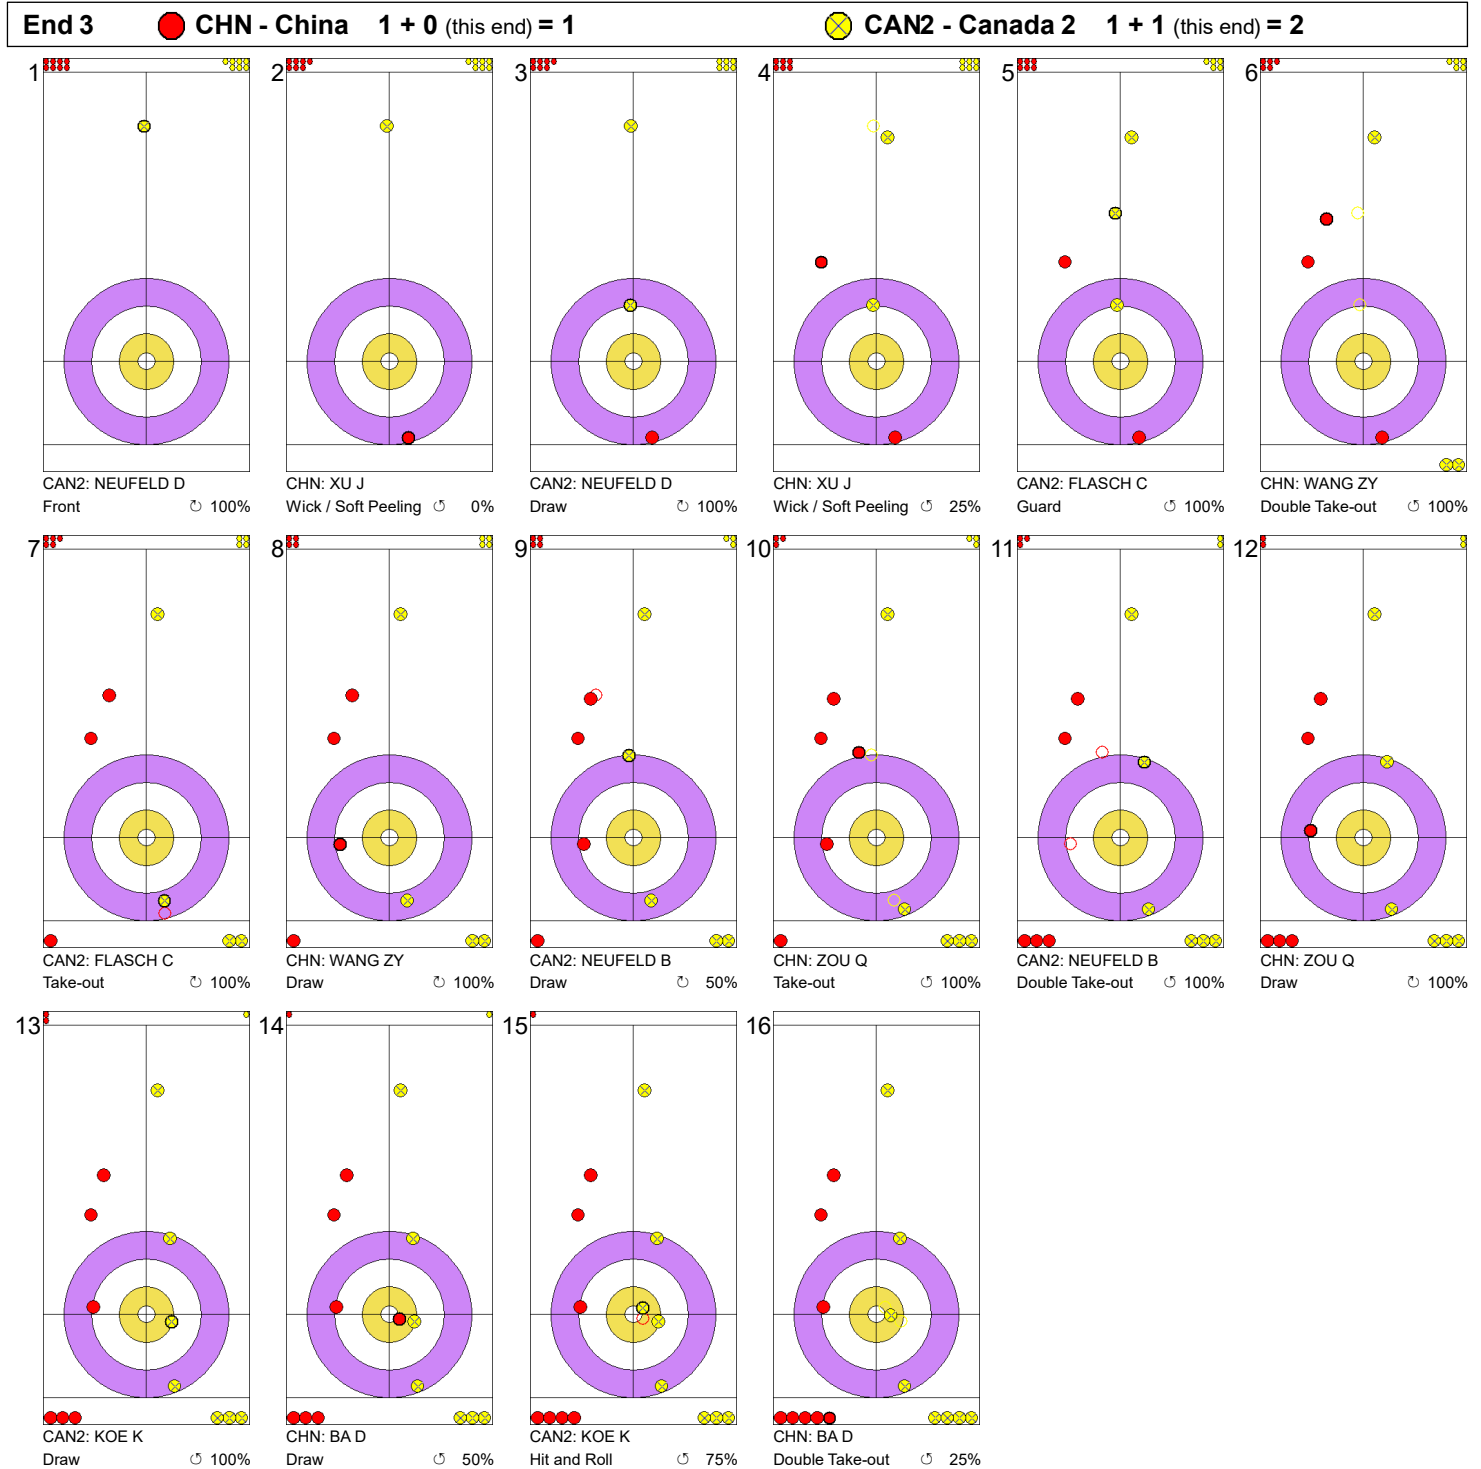 End 3 CHN - China 1 + 0 (this end) = 1 CAN2 - Canada 2 1 + 1 (this end) = 2
1 2 3 4 5 6
CAN2: NEUFELD D CHN: XU J CAN2: NEUFELD D CHN: XU J CAN2: FLASCH C CHN: WANG ZY
Front ↻ 100% Wick / Soft Peeling ↺ 0% Draw ↻ 100% Wick / Soft Peeling ↺ 25% Guard ↻ 100% Double Take-out ↻ 100%
7 8 9 10 11 12
CAN2: FLASCH C CHN: WANG ZY CAN2: NEUFELD B CHN: ZOU Q CAN2: NEUFELD B CHN: ZOU Q
Take-out ↻ 100% Draw ↻ 100% Draw ↻ 50% Take-out ↺ 100% Double Take-out ↺ 100% Draw ↻ 100%
13 14 15 16
CAN2: KOE K CHN: BA D CAN2: KOE K CHN: BA D
Draw ↺ 100% Draw ↺ 50% Hit and Roll ↺ 75% Double Take-out ↺ 25%